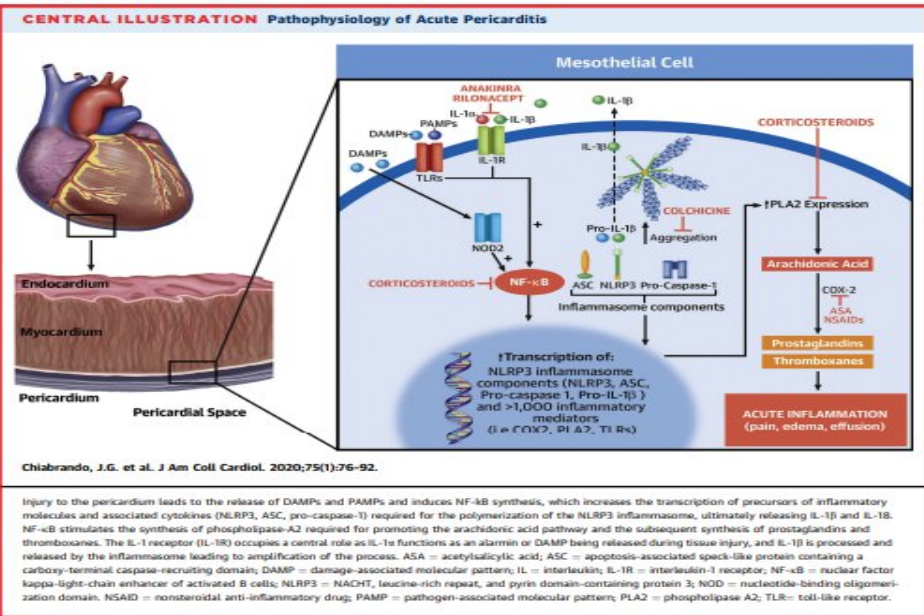 CENTRAL ILLUSTRATION Pathophysiology of Acute Pericarditis
Mesothelial Cell
ANAKINRA
RILONACEPT
IL-1α
IL-1β
PAMPs
DAMPs
DAMPs
TLRs
IL-1R
IL-1β
IL-1β
CORTICOSTEROIDS
COLCHICINE
↑PLA2 Expression
Pro-IL-1β
Aggregation
NOD2
+
+
CORTICOSTEROIDS
NF-κB
ASC NLRP3 Pro-Caspase-1
Inflammasome components
Arachidonic Acid
COX-2
ASA
NSAIDs
Prostaglandins
Thromboxanes
↑Transcription of:
NLRP3 inflammasome
components (NLRP3, ASC,
Pro-caspase 1, Pro-IL-1β )
and >1,000 inflammatory
mediators
(i.e COX2, PLA2, TLRs)
ACUTE INFLAMMATION
(pain, edema, effusion)
Endocardium
Myocardium
Pericardium
Pericardial Space
Chiabrando, J.G. et al. J Am Coll Cardiol. 2020;75(1):76–92.
Injury to the pericardium leads to the release of DAMPs and PAMPs and induces NF-kB synthesis, which increases the transcription of precursors of inflammatory
molecules and associated cytokines (NLRP3, ASC, pro-caspase-1) required for the polymerization of the NLRP3 inflammasome, ultimately releasing IL-1β and IL-18.
NF-κB stimulates the synthesis of phospholipase-A2 required for promoting the arachidonic acid pathway and the subsequent synthesis of prostaglandins and
thromboxanes. The IL-1 receptor (IL-1R) occupies a central role as IL-1α functions as an alarmin or DAMP being released during tissue injury, and IL-1β is processed and
released by the inflammasome leading to amplification of the process. ASA = acetylsalicylic acid; ASC = apoptosis-associated speck-like protein containing a
carboxy-terminal caspase-recruiting domain; DAMP = damage-associated molecular pattern; IL = interleukin; IL-1R = interleukin-1 receptor; NF-κB = nuclear factor
kappa-light-chain enhancer of activated B cells; NLRP3 = NACHT, leucine-rich repeat, and pyrin domain-containing protein 3; NOD = nucleotide-binding oligomeri-
zation domain. NSAID = nonsteroidal anti-inflammatory drug; PAMP = pathogen-associated molecular pattern; PLA2 = phospholipase A2; TLR= toll-like receptor.